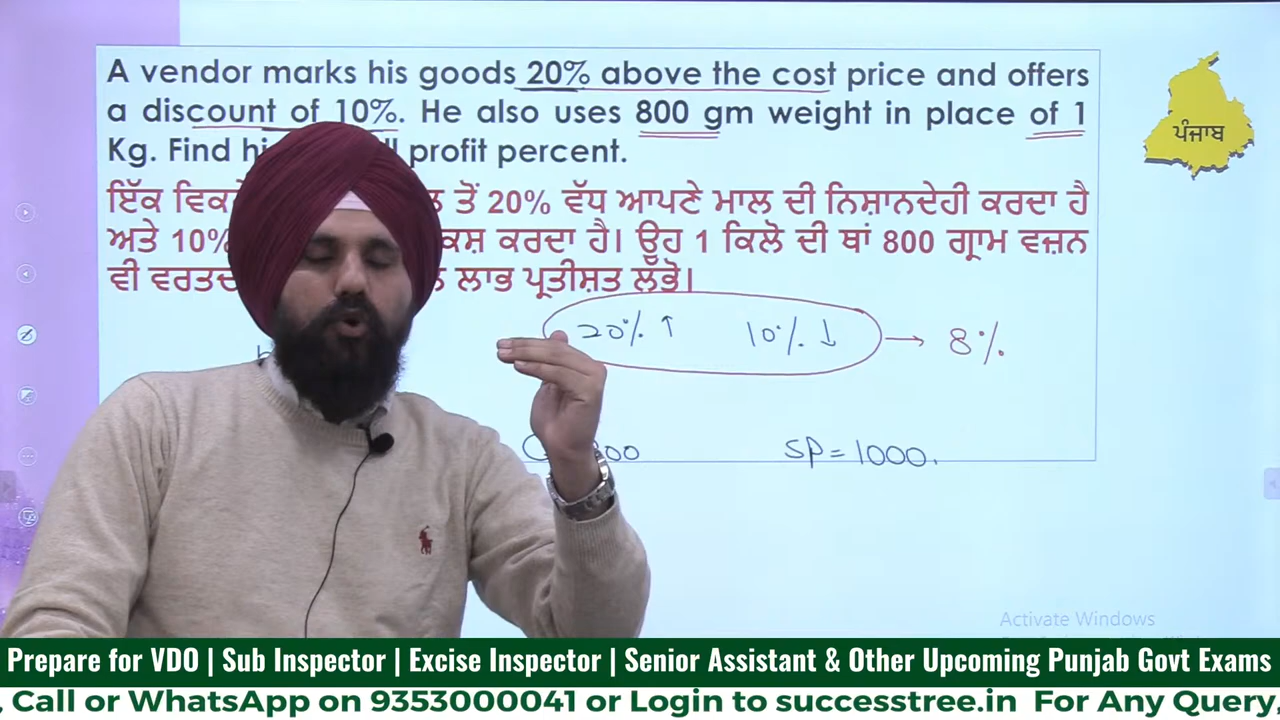 A vendor marks his goods 20% above the cost price and offers
a discount of 10%. He also uses 800 gm weight in place of 1
Kg. Find profit percent.
ਪੰਜਾਬ
ਇੱਕ ਤੋਂ 20% ਵੱਧ ਆਪਣੇ ਮਾਲ ਦੀ ਨਿਸ਼ਾਨਦੇਹੀ ਕਰਦਾ ਹੈ
ਅਤੇ 10% ਕਰਦਾ ਹੈ। ਉਹ 1 ਕਿਲੋ ਦੀ ਥਾਂ 800 ਗ੍ਰਾਮ ਵਜ਼ਨ
ਵੀ ਲਾਭ ਪ੍ਰਤੀਸ਼ਤ ਲੱਭੋ।
20% ↑ 10% ↓ → 8%
SP = 1000.
Activate Windows
Prepare for VDO | Sub Inspector | Excise Inspector | Senior Assistant & Other Upcoming Punjab Govt Exams
, Call or WhatsApp on 9353000041 or Login to successtree.in For Any Query,